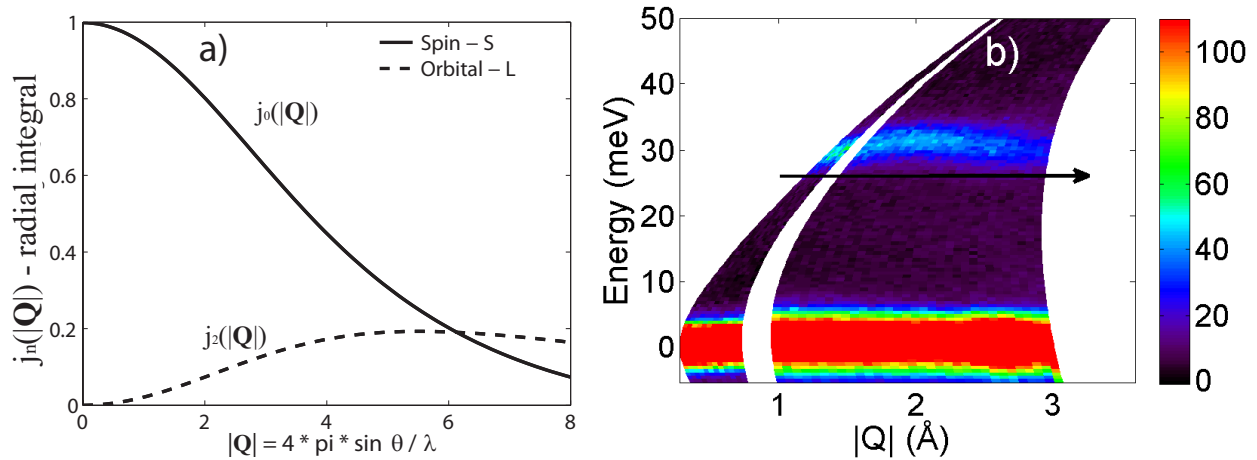 a)
Spin – S
Orbital – L
j0(|Q|)
j2(|Q|)
jn(|Q|) - radial integral
1
0.8
0.6
0.4
0.2
0
0 2 4 6 8
|Q| = 4 * pi * sin θ / λ
b)
Energy (meV)
50
40
30
20
10
0
1 2 3
|Q| (Å)
100
80
60
40
20
0